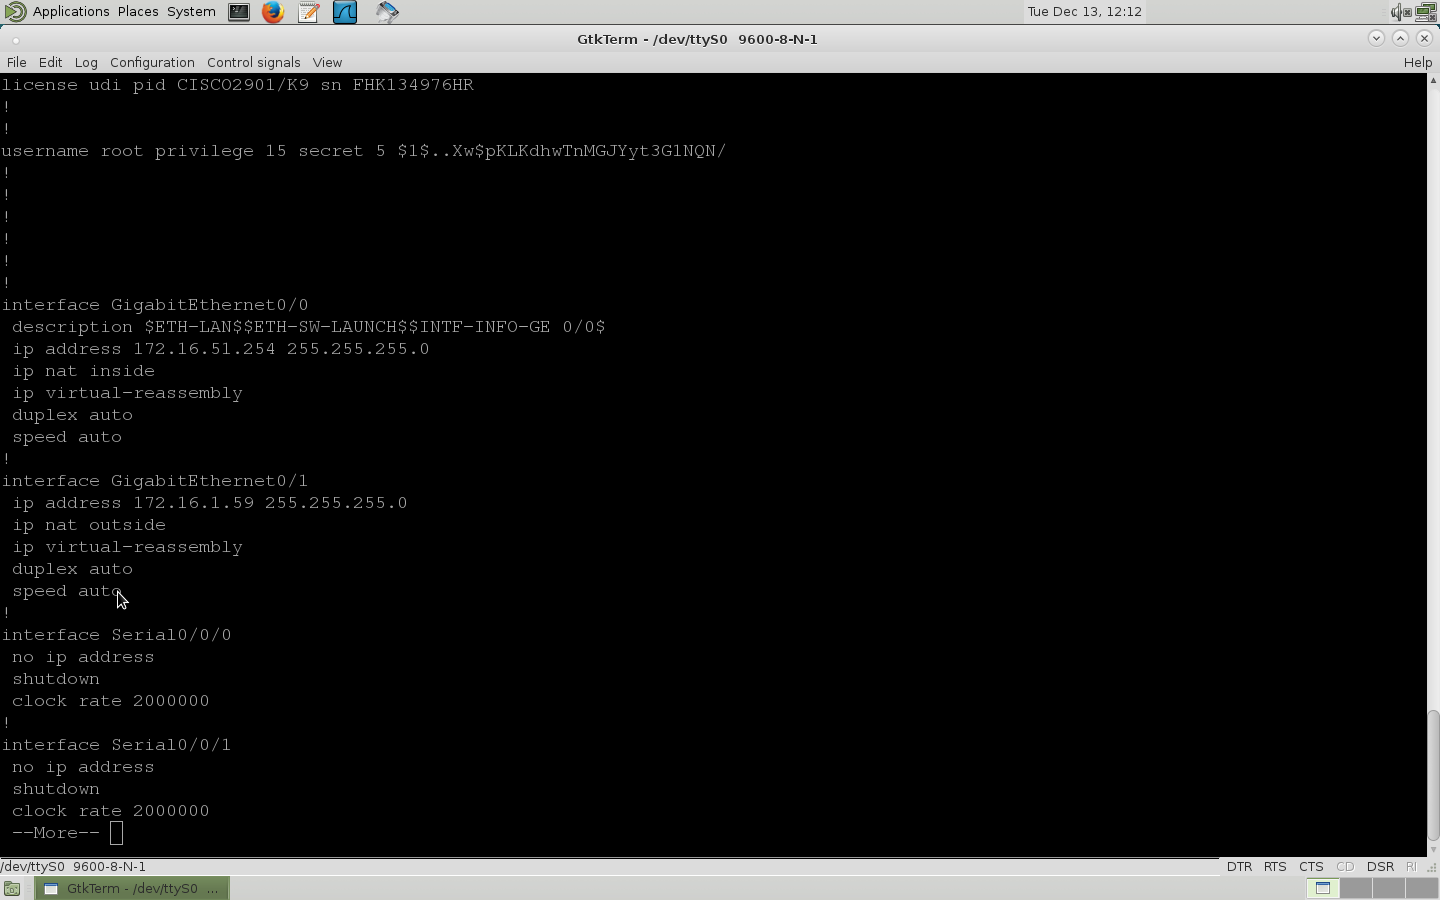 Applications Places System
Tue Dec 13, 12:12
GtkTerm - /dev/ttyS0 9600-8-N-1
File Edit Log Configuration Control signals View Help
license udi pid CISCO2901/K9 sn FHK134976HR
!
!
username root privilege 15 secret 5 $1$..Xw$pKLKdhwTnMGJYyt3G1NQN/
!
!
!
!
!
!
interface GigabitEthernet0/0
description $ETH-LAN$$ETH-SW-LAUNCH$$INTF-INFO-GE 0/0$
ip address 172.16.51.254 255.255.255.0
ip nat inside
ip virtual-reassembly
duplex auto
speed auto
!
interface GigabitEthernet0/1
ip address 172.16.1.59 255.255.255.0
ip nat outside
ip virtual-reassembly
duplex auto
speed auto
!
interface Serial0/0/0
no ip address
shutdown
clock rate 2000000
!
interface Serial0/0/1
no ip address
shutdown
clock rate 2000000
--More--
/dev/ttyS0 9600-8-N-1 DTR RTS CTS CD DSR RI
GtkTerm - /dev/ttyS0 ...